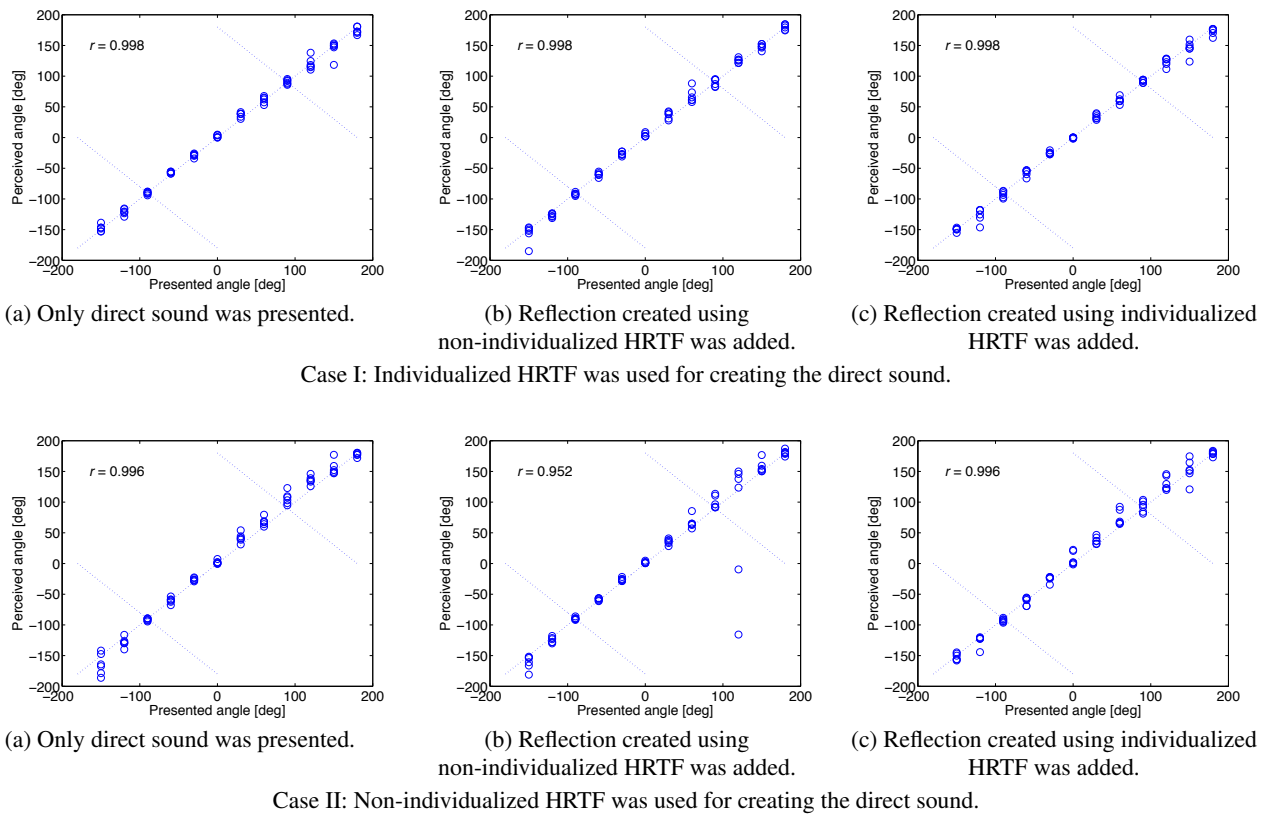 200
150
100
50
0
−50
−100
−150
−200
−200 −100 0 100 200
Perceived angle [deg]
Presented angle [deg]
r = 0.998
(a) Only direct sound was presented.
200
150
100
50
0
−50
−100
−150
−200
−200 −100 0 100 200
Perceived angle [deg]
Presented angle [deg]
r = 0.998
(b) Reflection created using
non-individualized HRTF was added.
200
150
100
50
0
−50
−100
−150
−200
−200 −100 0 100 200
Perceived angle [deg]
Presented angle [deg]
r = 0.998
(c) Reflection created using individualized
HRTF was added.
Case I: Individualized HRTF was used for creating the direct sound.
200
150
100
50
0
−50
−100
−150
−200
−200 −100 0 100 200
Perceived angle [deg]
Presented angle [deg]
r = 0.996
(a) Only direct sound was presented.
200
150
100
50
0
−50
−100
−150
−200
−200 −100 0 100 200
Perceived angle [deg]
Presented angle [deg]
r = 0.952
(b) Reflection created using
non-individualized HRTF was added.
200
150
100
50
0
−50
−100
−150
−200
−200 −100 0 100 200
Perceived angle [deg]
Presented angle [deg]
r = 0.996
(c) Reflection created using individualized
HRTF was added.
Case II: Non-individualized HRTF was used for creating the direct sound.